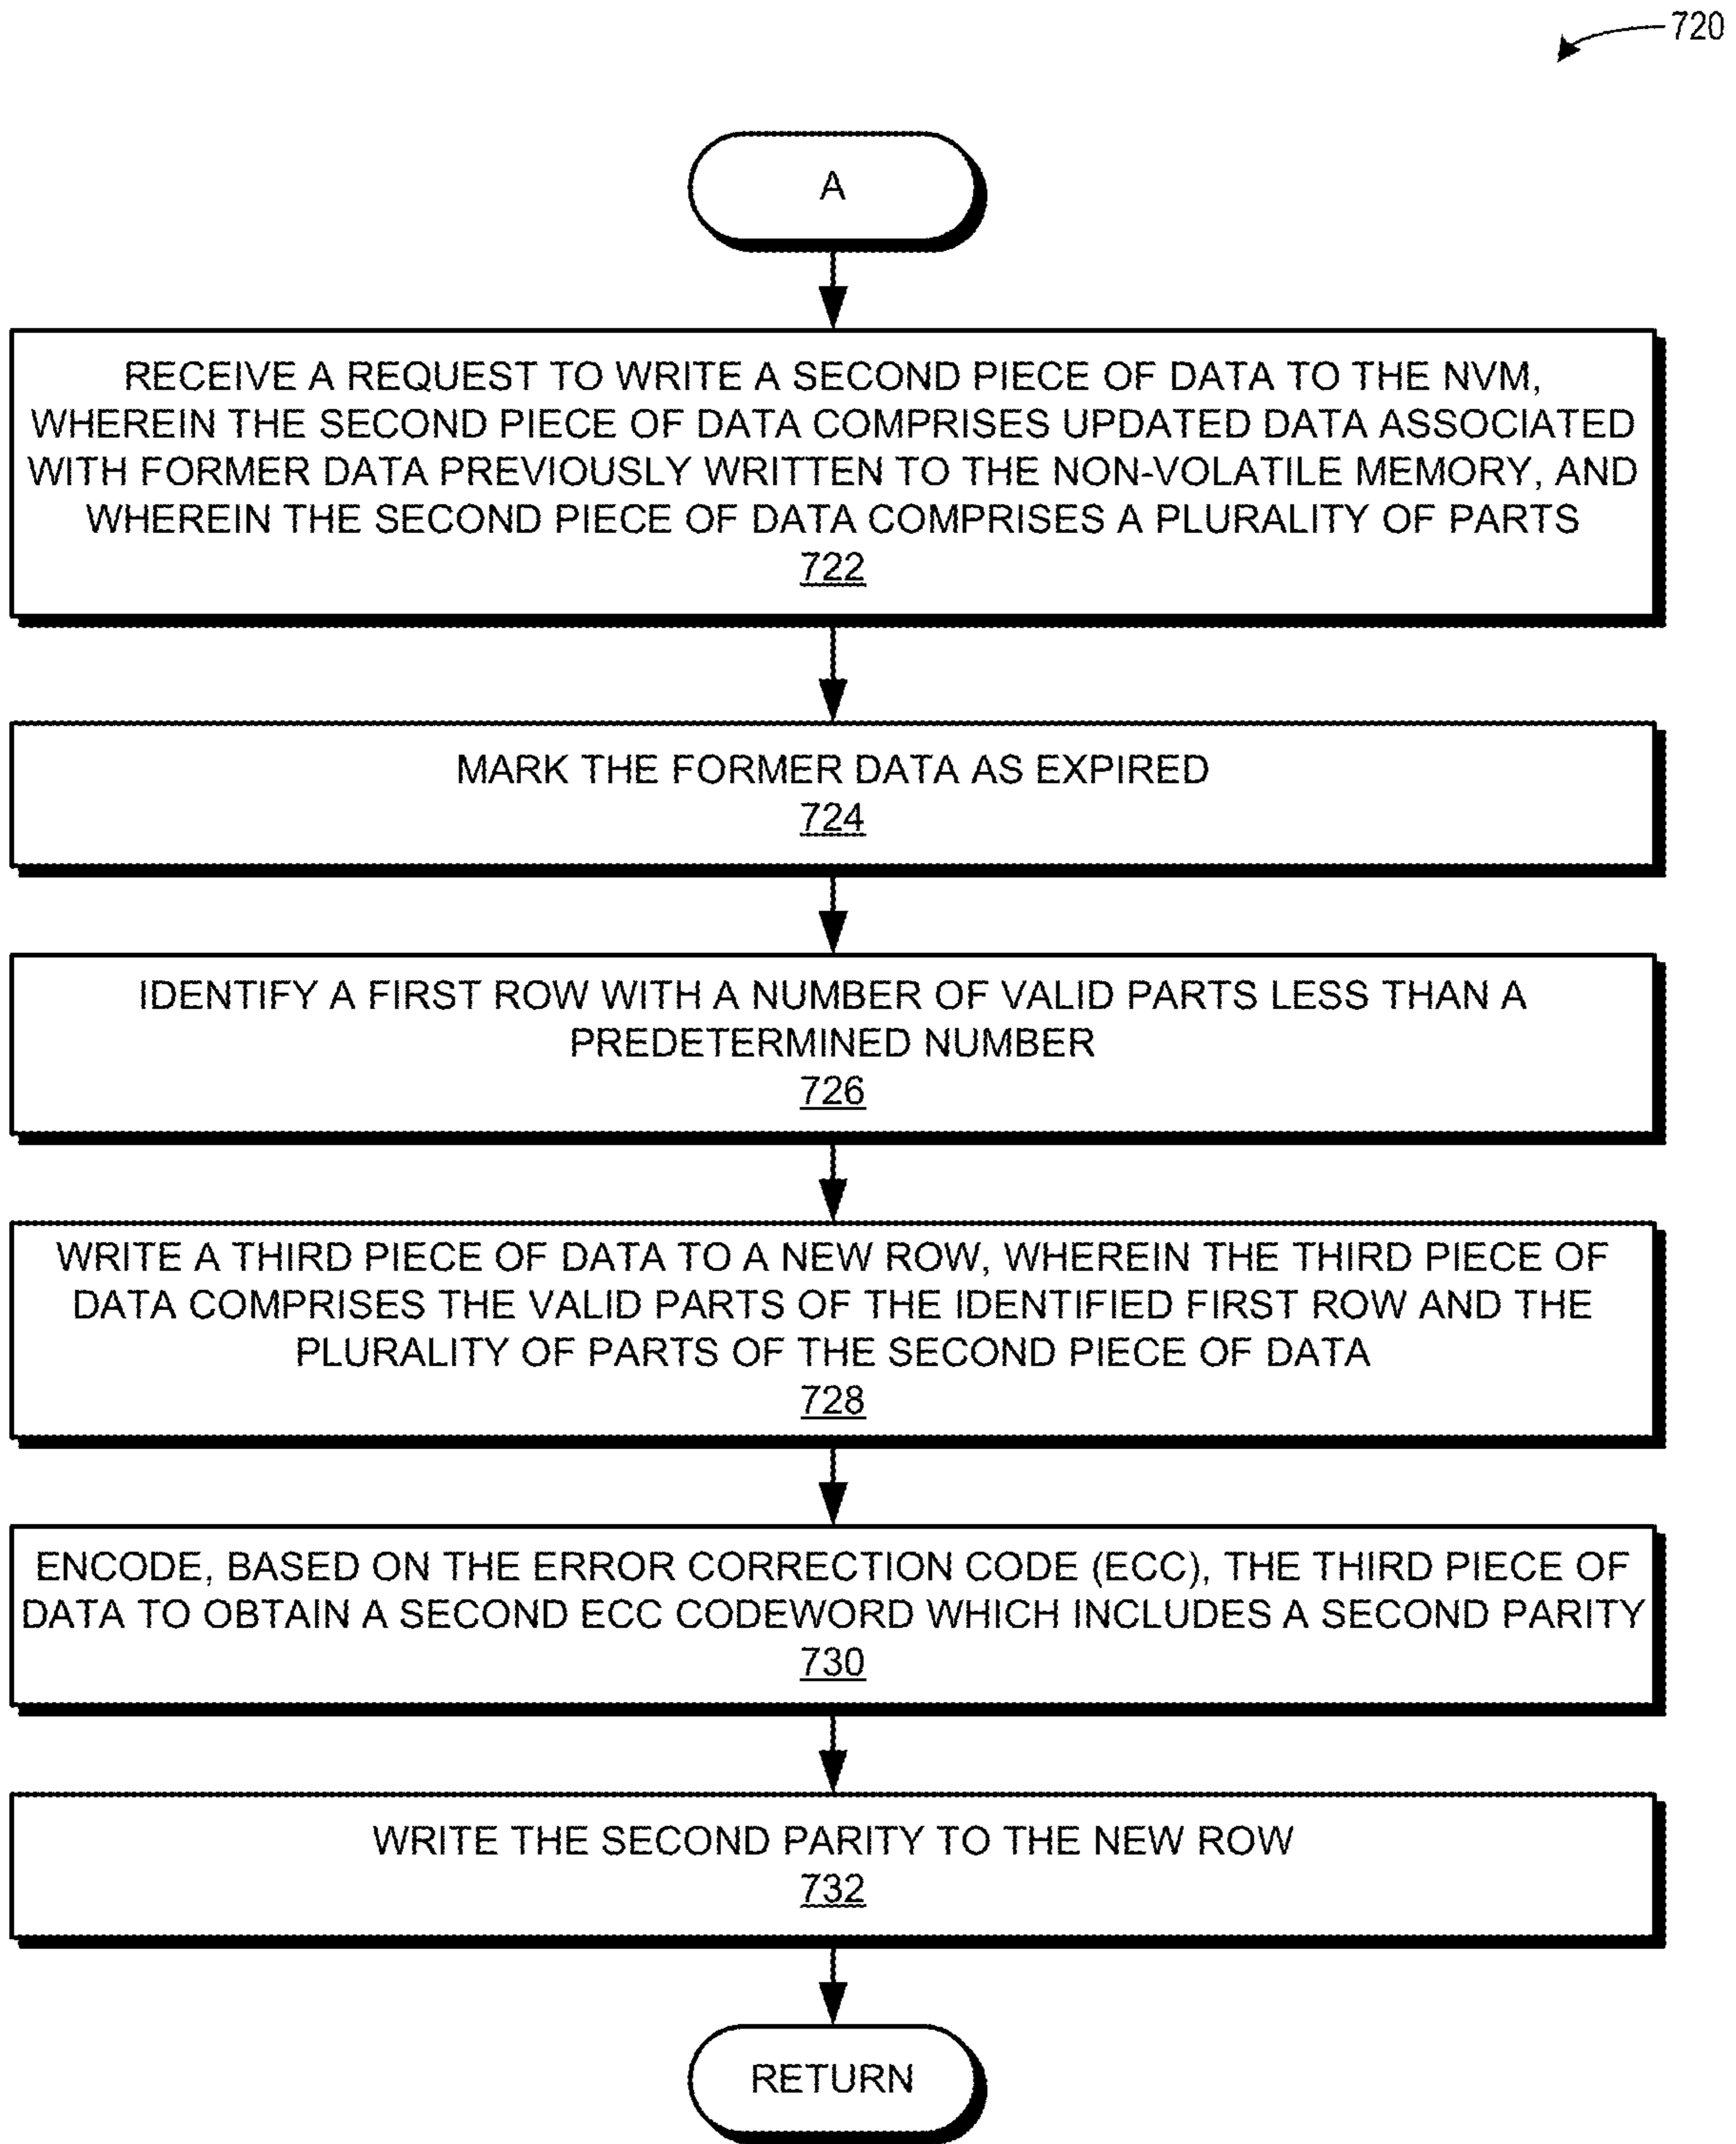 720
A
RECEIVE A REQUEST TO WRITE A SECOND PIECE OF DATA TO THE NVM,
WHEREIN THE SECOND PIECE OF DATA COMPRISES UPDATED DATA ASSOCIATED
WITH FORMER DATA PREVIOUSLY WRITTEN TO THE NON-VOLATILE MEMORY, AND
WHEREIN THE SECOND PIECE OF DATA COMPRISES A PLURALITY OF PARTS
722
MARK THE FORMER DATA AS EXPIRED
724
IDENTIFY A FIRST ROW WITH A NUMBER OF VALID PARTS LESS THAN A
PREDETERMINED NUMBER
726
WRITE A THIRD PIECE OF DATA TO A NEW ROW, WHEREIN THE THIRD PIECE OF
DATA COMPRISES THE VALID PARTS OF THE IDENTIFIED FIRST ROW AND THE
PLURALITY OF PARTS OF THE SECOND PIECE OF DATA
728
ENCODE, BASED ON THE ERROR CORRECTION CODE (ECC), THE THIRD PIECE OF
DATA TO OBTAIN A SECOND ECC CODEWORD WHICH INCLUDES A SECOND PARITY
730
WRITE THE SECOND PARITY TO THE NEW ROW
732
RETURN